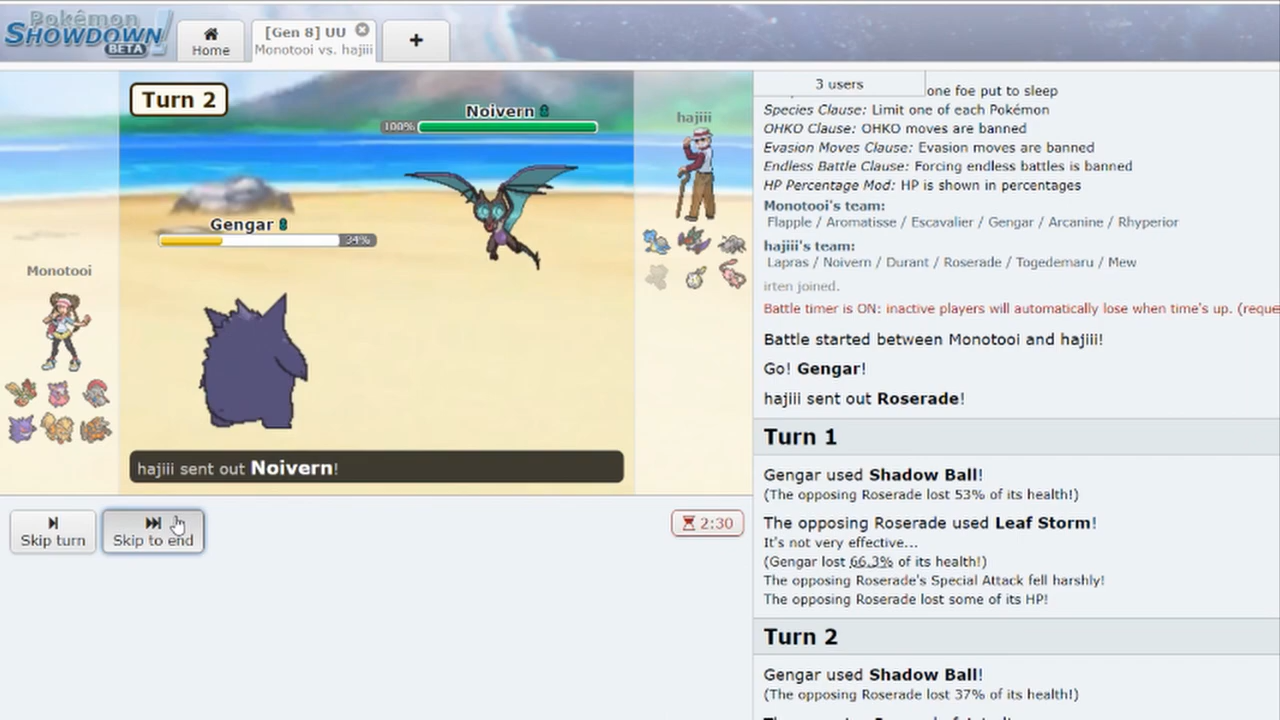 Pokémon
SHOWDOWN!
BETA
Home
[Gen 8] UU
Monotooi vs. hajiii
+
Turn 2
Noivern
100%
hajiii
Gengar
34%
Monotooi
hajiii sent out Noivern!
Skip turn
Skip to end
2:30
3 users
one foe put to sleep
Species Clause: Limit one of each Pokémon
OHKO Clause: OHKO moves are banned
Evasion Moves Clause: Evasion moves are banned
Endless Battle Clause: Forcing endless battles is banned
HP Percentage Mod: HP is shown in percentages
Monotooi's team:
Flapple / Aromatisse / Escavalier / Gengar / Arcanine / Rhyperior
hajiii's team:
Lapras / Noivern / Durant / Roserade / Togedemaru / Mew
irten joined.
Battle timer is ON: inactive players will automatically lose when time's up. (reque
Battle started between Monotooi and hajiii!
Go! Gengar!
hajiii sent out Roserade!
Turn 1
Gengar used Shadow Ball!
(The opposing Roserade lost 53% of its health!)
The opposing Roserade used Leaf Storm!
It's not very effective...
(Gengar lost 66.3% of its health!)
The opposing Roserade's Special Attack fell harshly!
The opposing Roserade lost some of its HP!
Turn 2
Gengar used Shadow Ball!
(The opposing Roserade lost 37% of its health!)